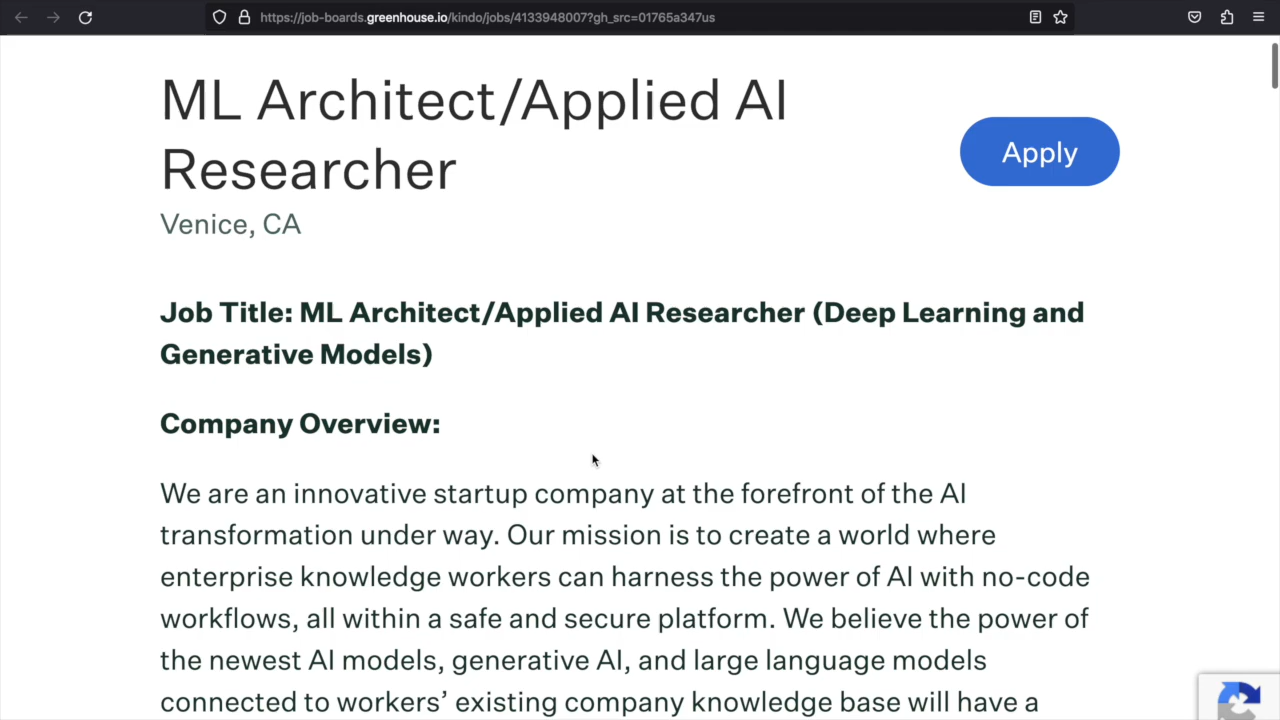 https://job-boards.greenhouse.io/kindo/jobs/4133948007?gh_src=01765a347us
ML Architect/Applied AI
Researcher
Apply
Venice, CA
Job Title: ML Architect/Applied AI Researcher (Deep Learning and
Generative Models)
Company Overview:
We are an innovative startup company at the forefront of the AI
transformation under way. Our mission is to create a world where
enterprise knowledge workers can harness the power of AI with no-code
workflows, all within a safe and secure platform. We believe the power of
the newest AI models, generative AI, and large language models
connected to workers’ existing company knowledge base will have a